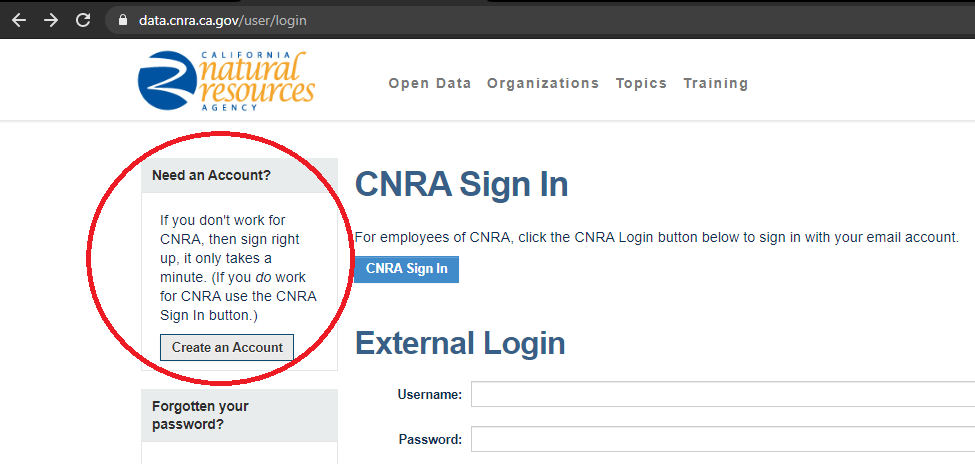 data.cnra.ca.gov/user/login
CALIFORNIA
natural
resources
AGENCY
Open Data Organizations Topics Training
Need an Account?
If you don't work for
CNRA, then sign right
up, it only takes a
minute. (If you do work
for CNRA use the CNRA
Sign In button.)
Create an Account
Forgotten your
password?
CNRA Sign In
For employees of CNRA, click the CNRA Login button below to sign in with your email account.
CNRA Sign In
External Login
Username:
Password: